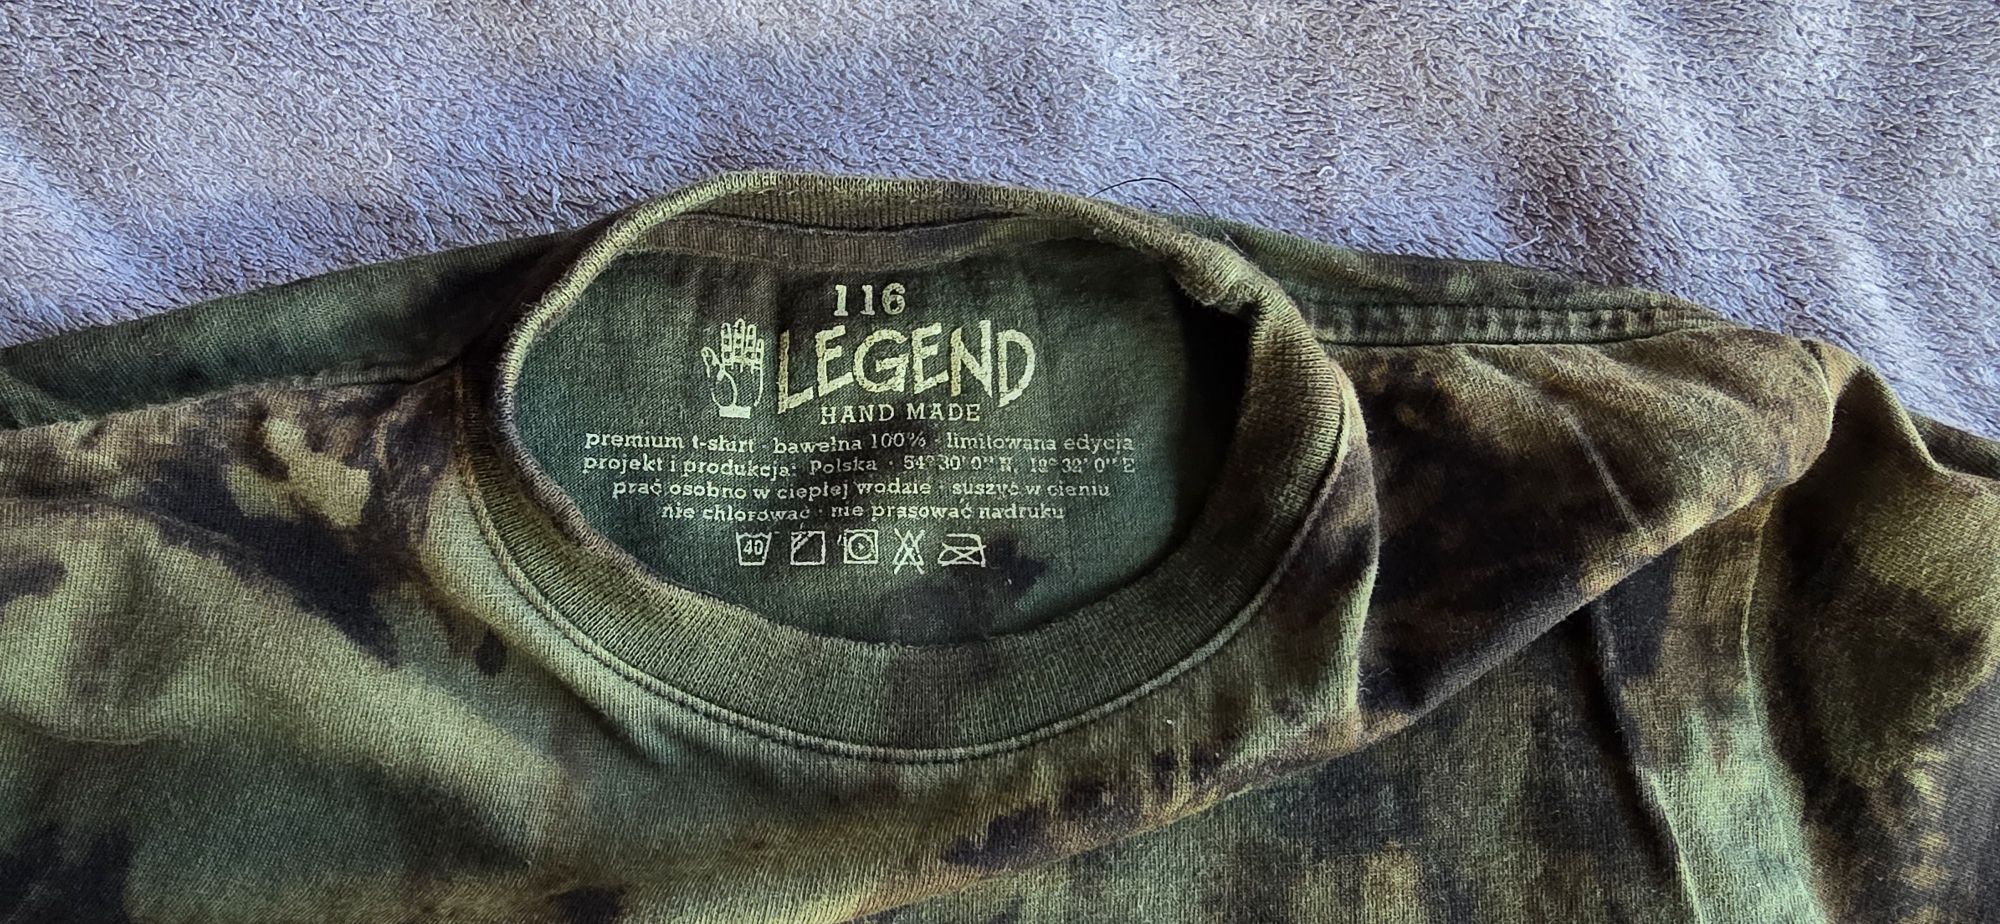 116
LEGEND
HAND MADE
premium t-shirt · bawełna 100% · limitowana edycja
projekt i produkcja: Polska · 54°30'0''N, 18°32'0''E
prać osobno w ciepłej wodzie · suszyć w cieniu
nie chlorować · nie prasować nadruku
40